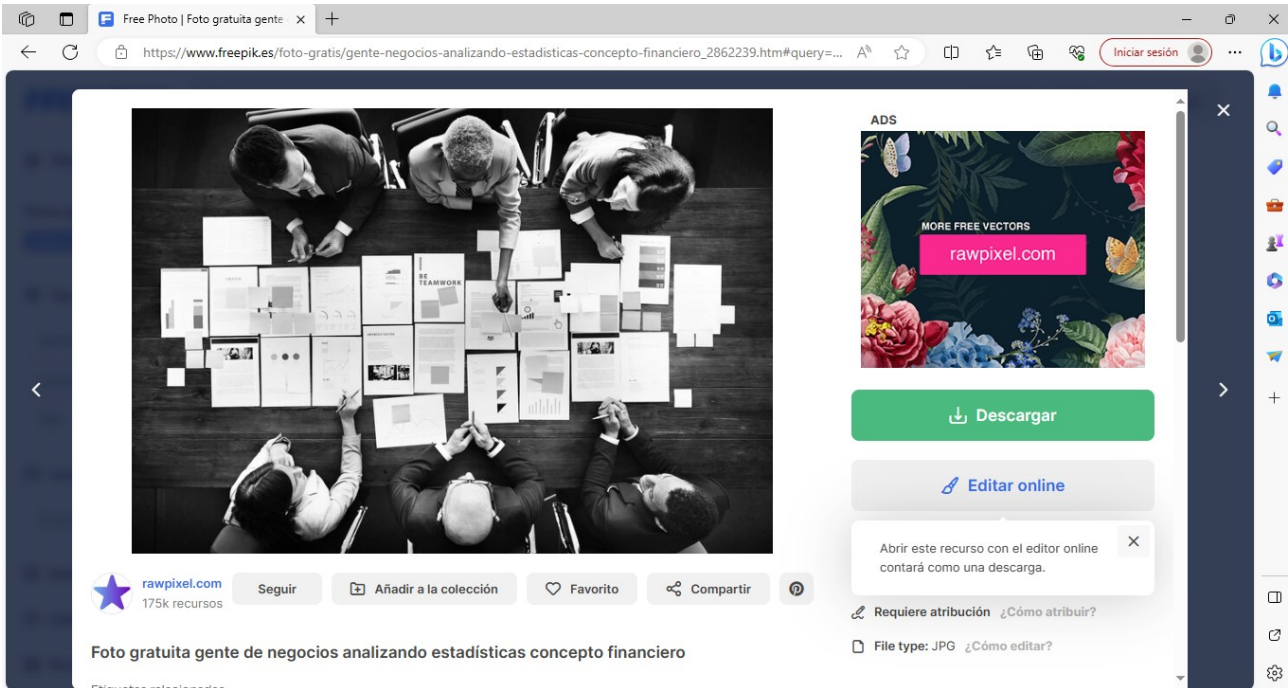 Free Photo | Foto gratuita gente
https://www.freepik.es/foto-gratis/gente-negocios-analizando-estadisticas-concepto-financiero_2862239.htm#query=...
Iniciar sesión
BE
TEAMWORK
ADS
MORE FREE VECTORS
rawpixel.com
Descargar
Editar online
Abrir este recurso con el editor online
contará como una descarga.
rawpixel.com
175k recursos
Seguir
Añadir a la colección
Favorito
Compartir
Requiere atribución ¿Cómo atribuir?
File type: JPG ¿Cómo editar?
Foto gratuita gente de negocios analizando estadísticas concepto financiero
Etiquetas relacionadas